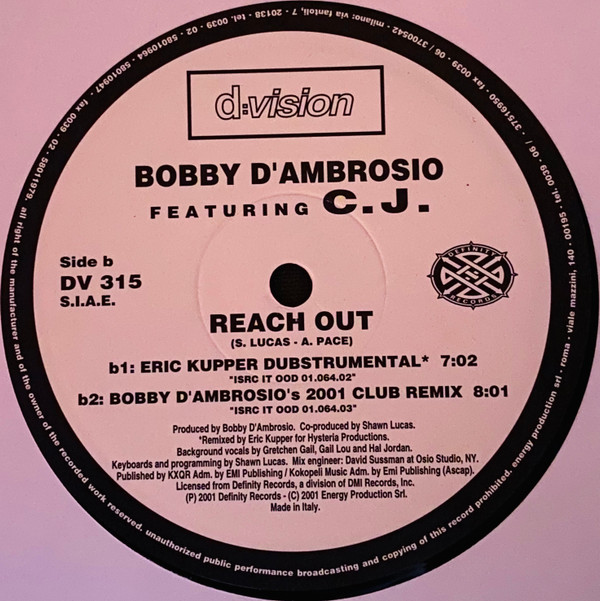 d:vision
BOBBY D'AMBROSIO
FEATURING C.J.
Side b
DV 315
S.I.A.E.
DEFINITY
RECORDS
REACH OUT
(S. LUCAS - A. PACE)
b1: ERIC KUPPER DUBSTRUMENTAL* 7:02
"ISRC IT OOD 01.064.02"
b2: BOBBY D'AMBROSIO's 2001 CLUB REMIX 8:01
"ISRC IT OOD 01.064.03"
Produced by Bobby D'Ambrosio. Co-produced by Shawn Lucas.
*Remixed by Eric Kupper for Hysteria Productions.
Background vocals by Gretchen Gail, Gail Lou and Hal Jordan.
Keyboards and programming by Shawn Lucas. Mix engineer: David Sussman at Osio Studio, NY.
Published by KXQR Adm. by EMI Publishing / Kokopeli Music Adm. by Emi Publishing (Ascap).
Licensed from Definity Records, a division of DMI Records, Inc.
(P) 2001 Definity Records - (C) 2001 Energy Production Srl.
Made in Italy.
all right of the manufacturer and of the owner of the recorded work reserved. unauthorized public performance broadcasting and copying of this record prohibited. energy production srl - roma - viale mazzini, 140 - 00195 - tel. 0039 - 06 / 37516950 fax 0039 - 06 / 3700542 - milano: via fantoli, 7 - 20138 - tel. 0039 - 02 - 58010964 - 58010947 - fax 0039 - 02 - 58011979.